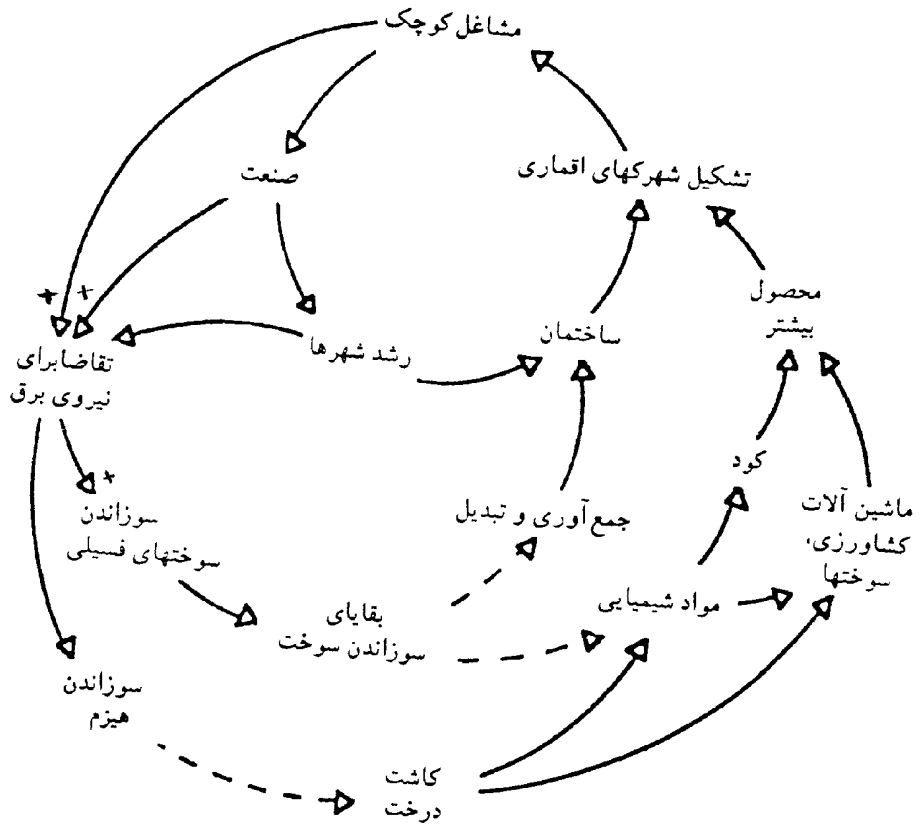 مشاغل کوچک
صنعت
تشکیل شهرکهای اقماری
محصول
بیشتر
ساختمان
رشد شهرها
+ +
تقاضابرای
نیروی برق
+
سوزاندن
سوختهای فسیلی
جمع آوری و تبدیل
کود
ماشین آلات
کشاورزی،
سوختها
مواد شیمیایی
بقایای
سوزاندن سوخت
سوزاندن
هیزم
کاشت
درخت